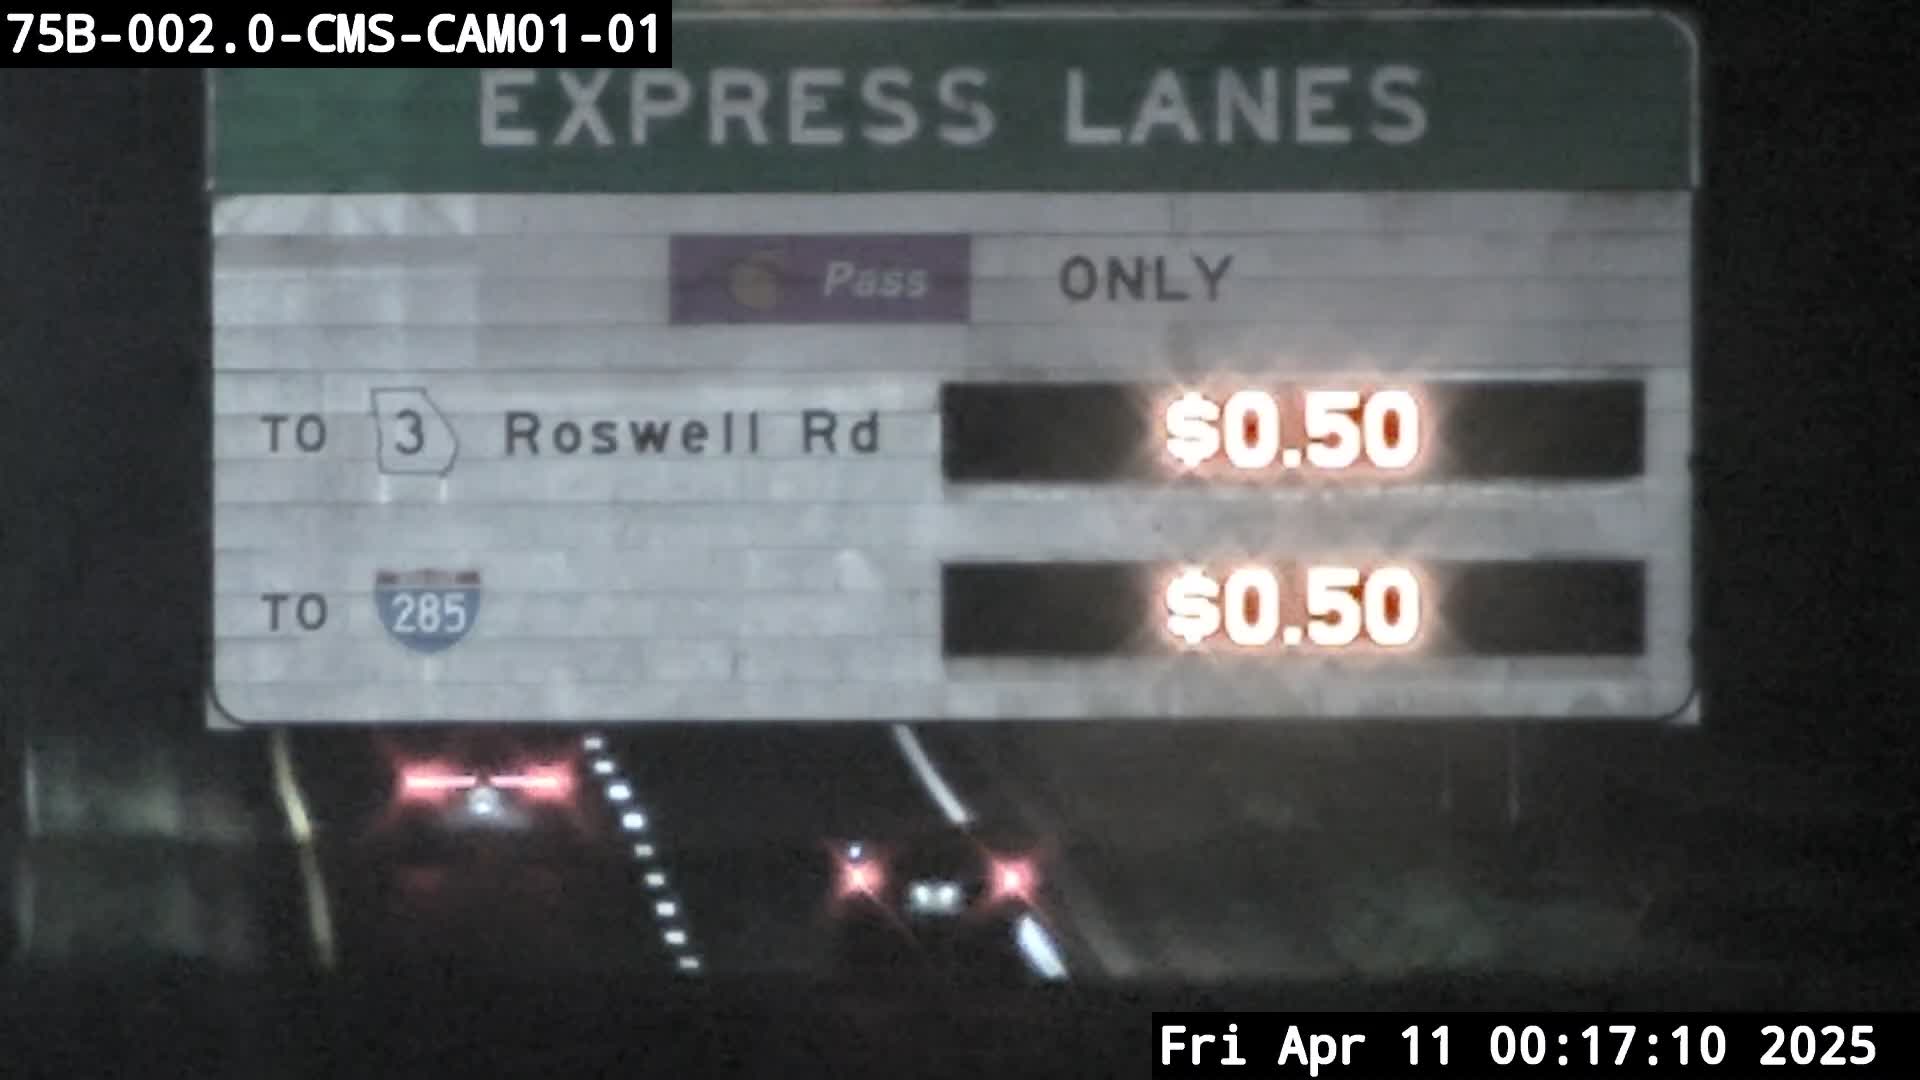 75B-002.0-CMS-CAM01-01
EXPRESS LANES
Pass ONLY
TO 3 Roswell Rd $0.50
TO 285 $0.50
Fri Apr 11 00:17:10 2025